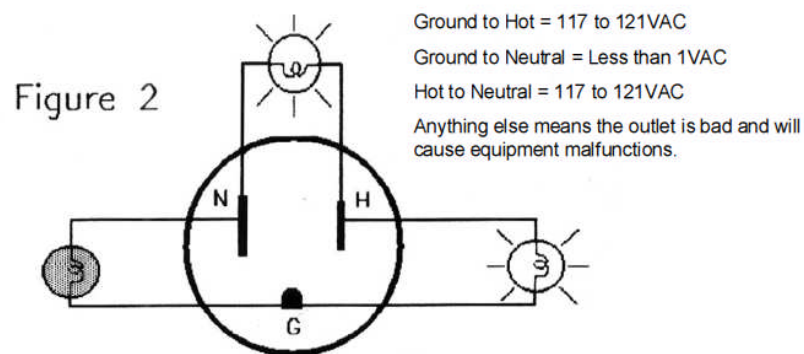 Ground to Hot = 117 to 121VAC
Ground to Neutral = Less than 1VAC
Hot to Neutral = 117 to 121VAC
Anything else means the outlet is bad and will
cause equipment malfunctions.
Figure 2
N
H
G